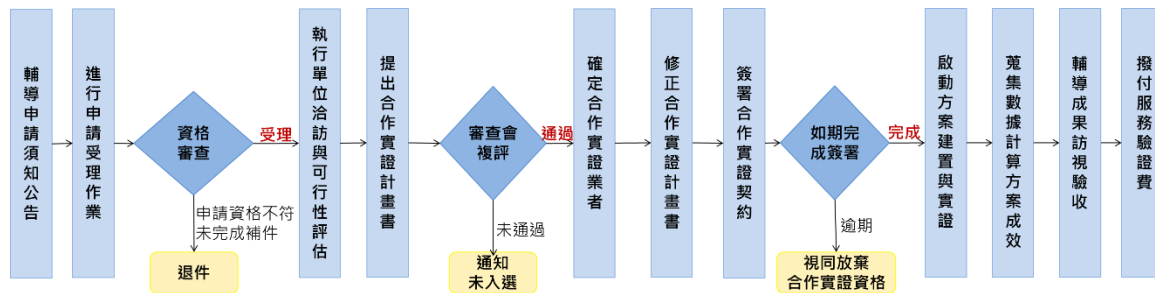 輔導申請須知公告
進行申請受理作業
資格
審查
受理
申請資格不符
未完成補件
退件
執行單位洽訪與可行性評估
提出合作實證計畫書
審查會
複評
通過
未通過
通知
未入選
確定合作實證業者
修正合作實證計畫書
簽署合作實證契約
如期完
成簽署
完成
逾期
視同放棄
合作實證資格
啟動方案建置與實證
蒐集數據計算方案成效
輔導成果訪視驗收
撥付服務驗證費